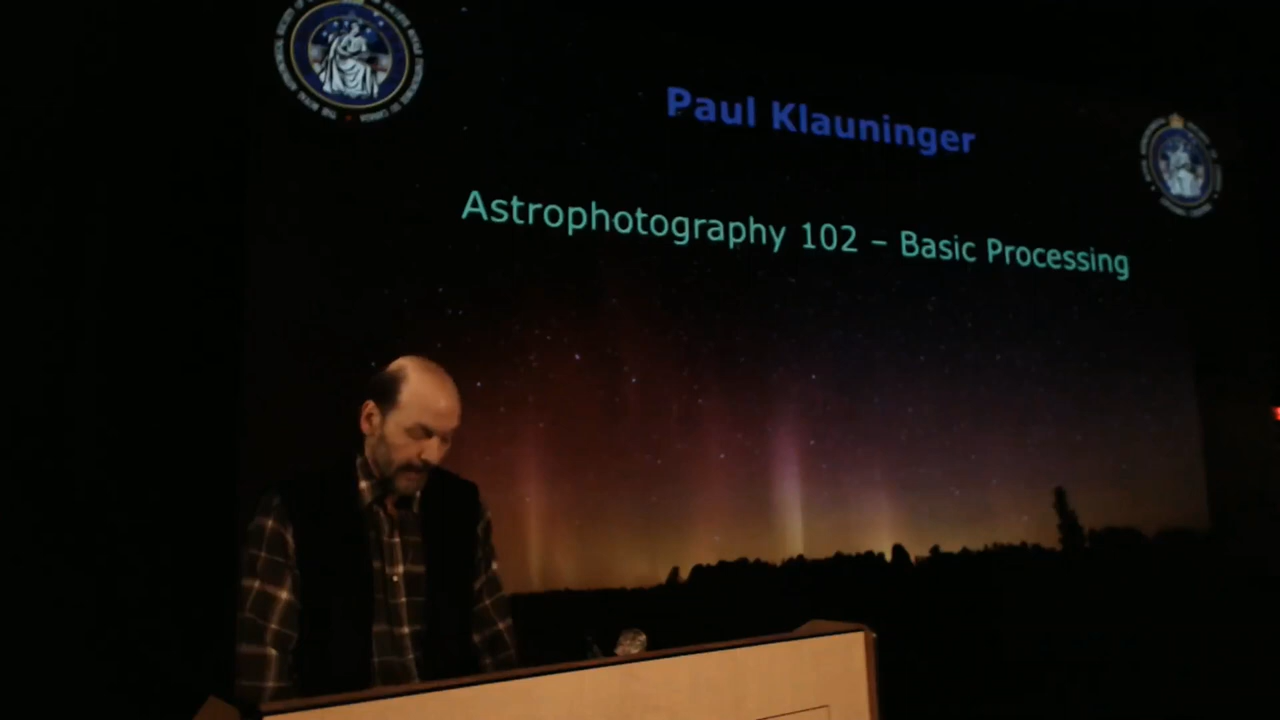 Paul Klauninger
Astrophotography 102 – Basic Processing